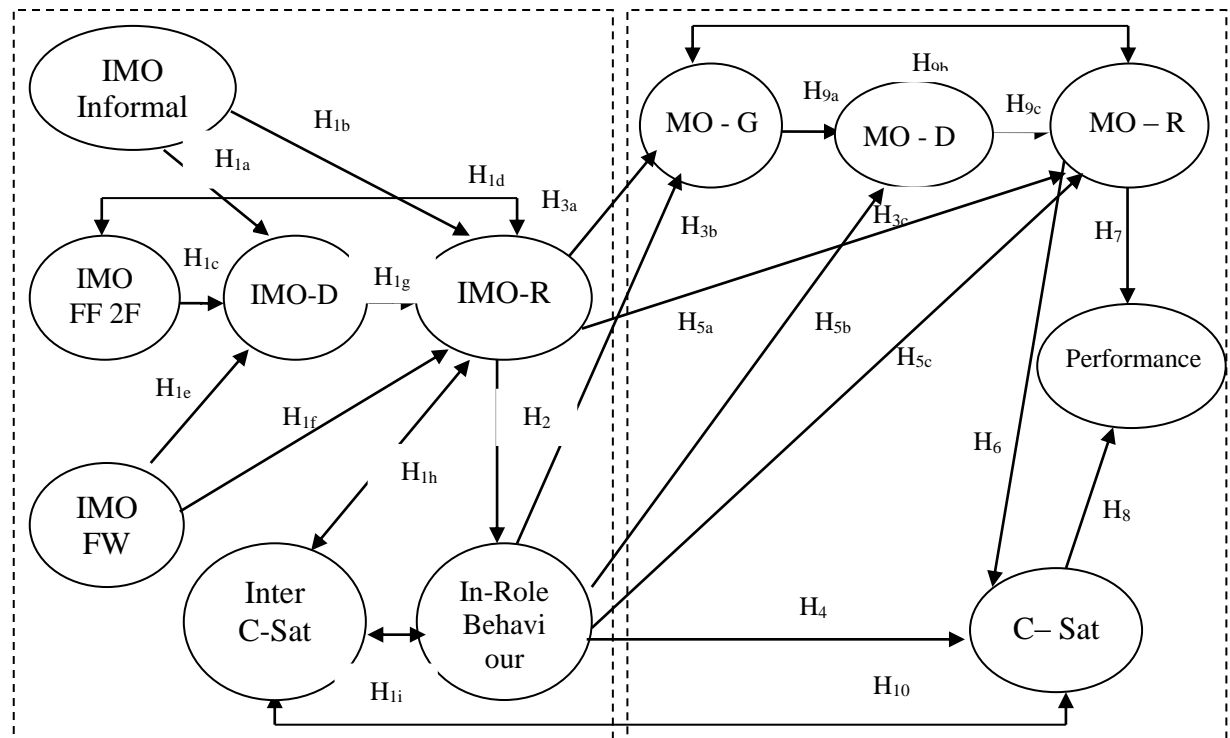 IMO
Informal
H1b
H1a
H1d
IMO
FF 2F
H1c
IMO-D
H1g
IMO-R
H1e
H1f
H2
H1h
IMO
FW
Inter
C-Sat
In-Role
Behavi
our
H1i
H3a
H3b
H3c
H5a
H5b
H5c
H4
H10
MO - G
H9a
H9b
MO - D
H9c
MO – R
H7
Performance
H6
H8
C– Sat